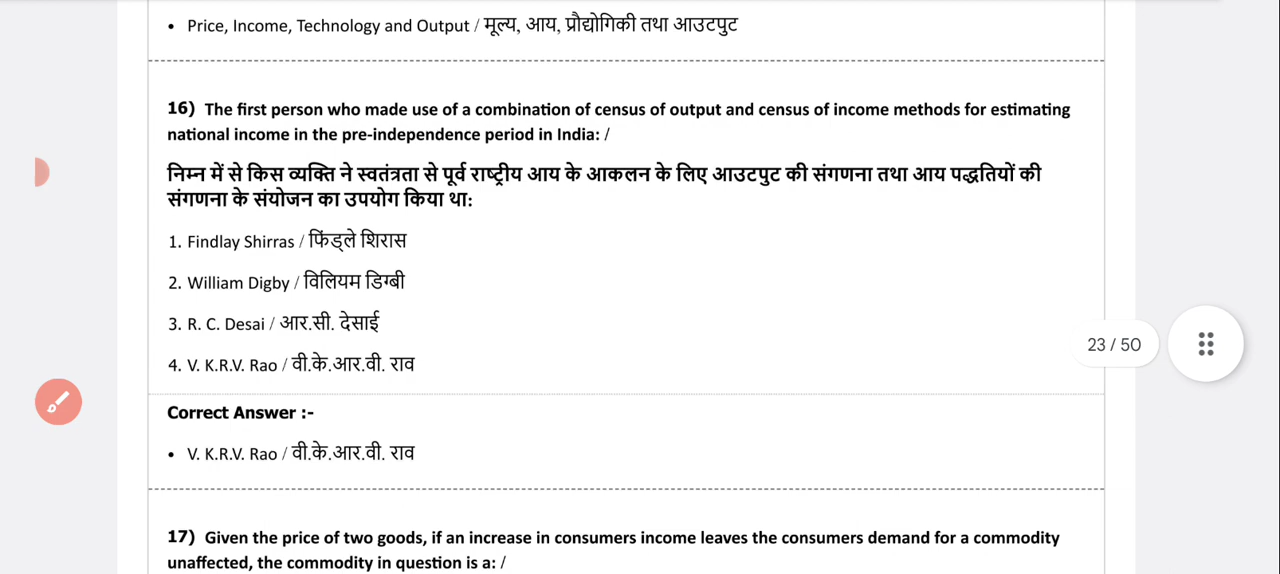 • Price, Income, Technology and Output / मूल्य, आय, प्रौद्योगिकी तथा आउटपुट
16) The first person who made use of a combination of census of output and census of income methods for estimating
national income in the pre-independence period in India: /
निम्न में से किस व्यक्ति ने स्वतंत्रता से पूर्व राष्ट्रीय आय के आकलन के लिए आउटपुट की संगणना तथा आय पद्धतियों की
संगणना के संयोजन का उपयोग किया था:
1. Findlay Shirras / फिंड्ले शिरास
2. William Digby / विलियम डिग्बी
3. R. C. Desai / आर.सी. देसाई
23 / 50
4. V. K.R.V. Rao / वी.के.आर.वी. राव
Correct Answer :-
• V. K.R.V. Rao / वी.के.आर.वी. राव
17) Given the price of two goods, if an increase in consumers income leaves the consumers demand for a commodity
unaffected, the commodity in question is a: /